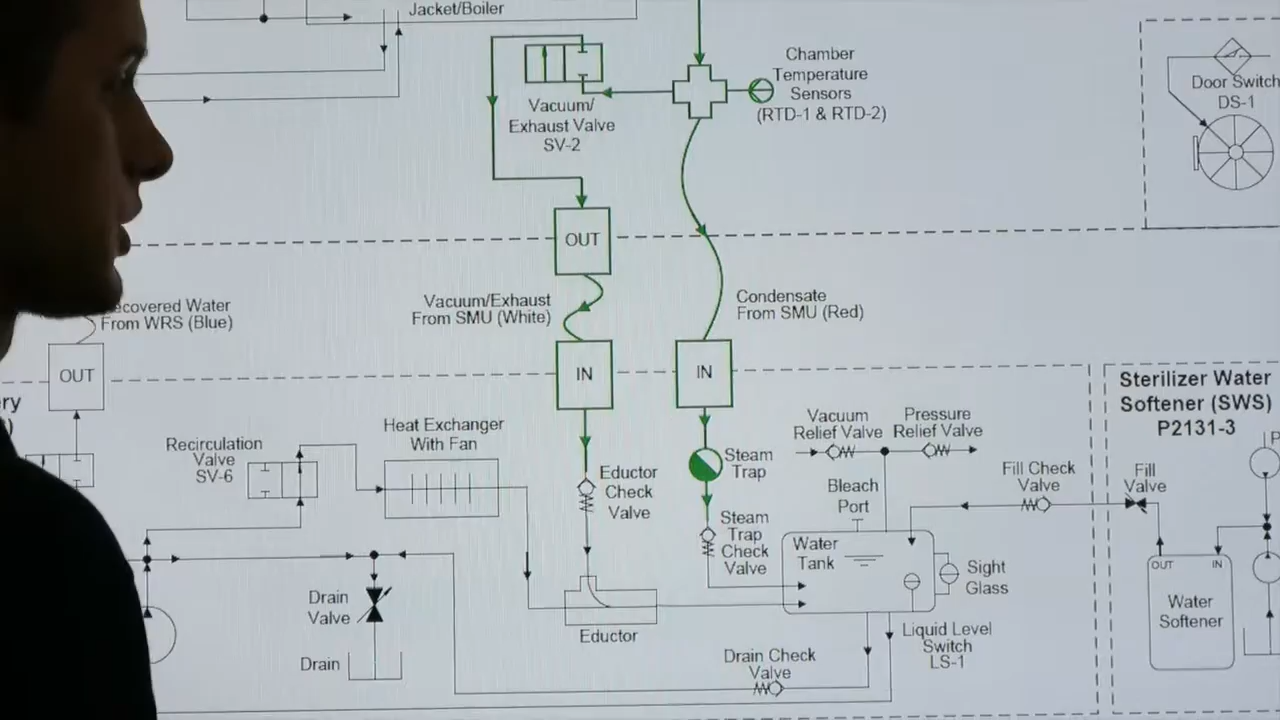 Jacket/Boiler
Chamber
Temperature
Sensors
(RTD-1 & RTD-2)
Vacuum/
Exhaust Valve
SV-2
Door Switch
DS-1
OUT
Vacuum/Exhaust
From SMU (White)
Condensate
From SMU (Red)
ecovered Water
From WRS (Blue)
OUT
IN
IN
ry
)
Sterilizer Water
Softener (SWS)
P2131-3
Recirculation
Valve
SV-6
Heat Exchanger
With Fan
Eductor
Check
Valve
Steam
Trap
Steam
Trap
Check
Valve
Vacuum
Relief Valve
Pressure
Relief Valve
Bleach
Port
Fill Check
Valve
Fill
Valve
P
Water
Tank
Sight
Glass
OUT
IN
Water
Softener
Drain
Valve
Drain
Eductor
Liquid Level
Switch
LS-1
Drain Check
Valve